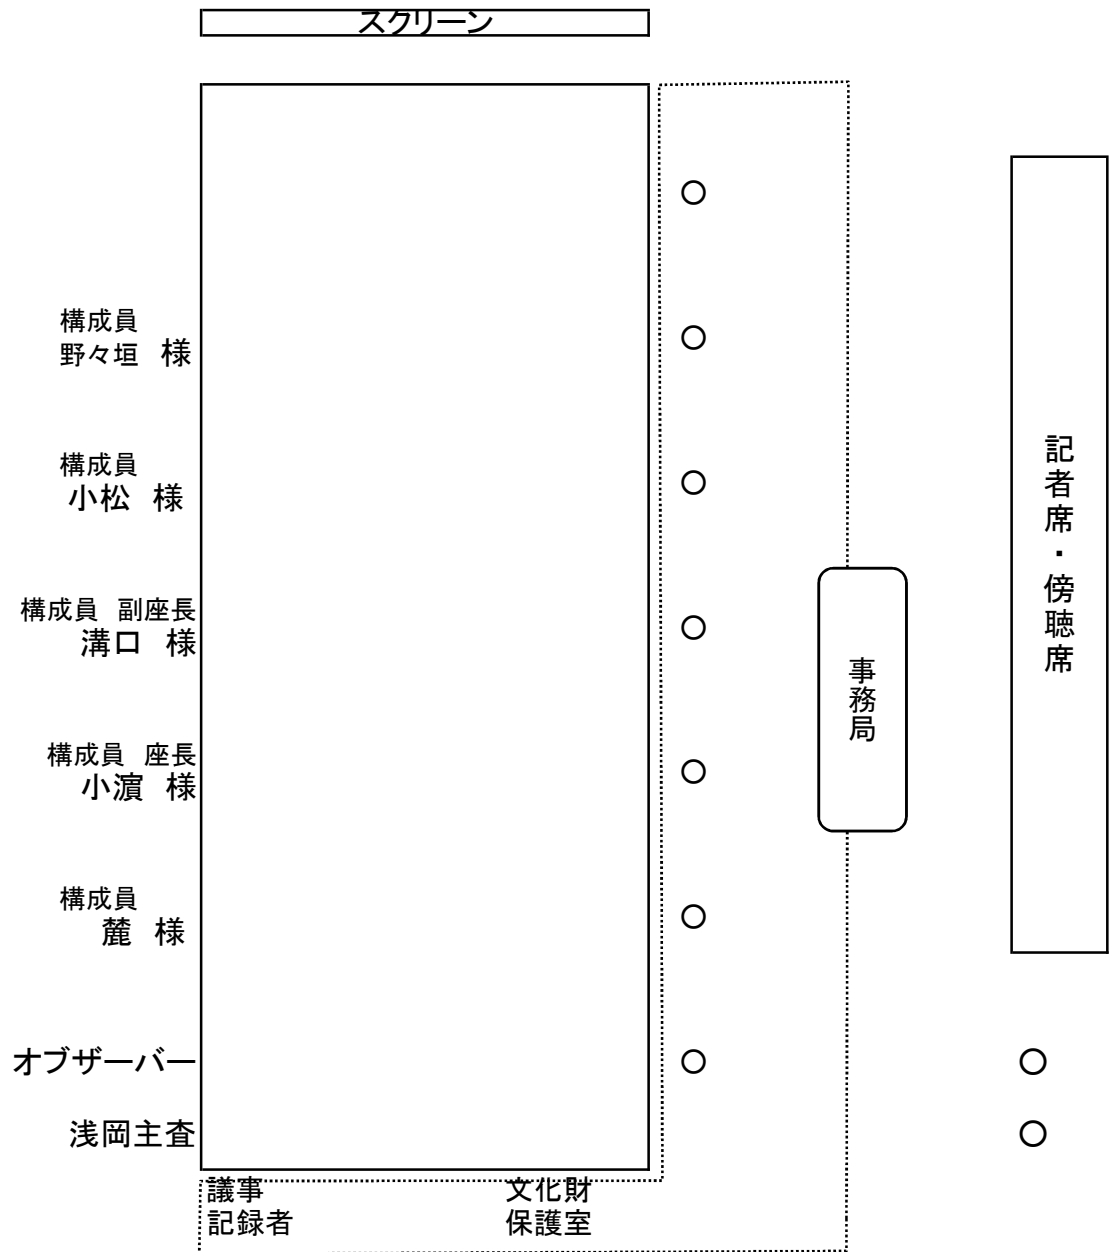 スクリーン
構成員
野々垣 様
構成員
小松 様
構成員 副座長
溝口 様
構成員 座長
小濵 様
構成員
麓 様
オブザーバー
浅岡主査
議事
記録者
文化財
保護室
事務局
記者席・傍聴席